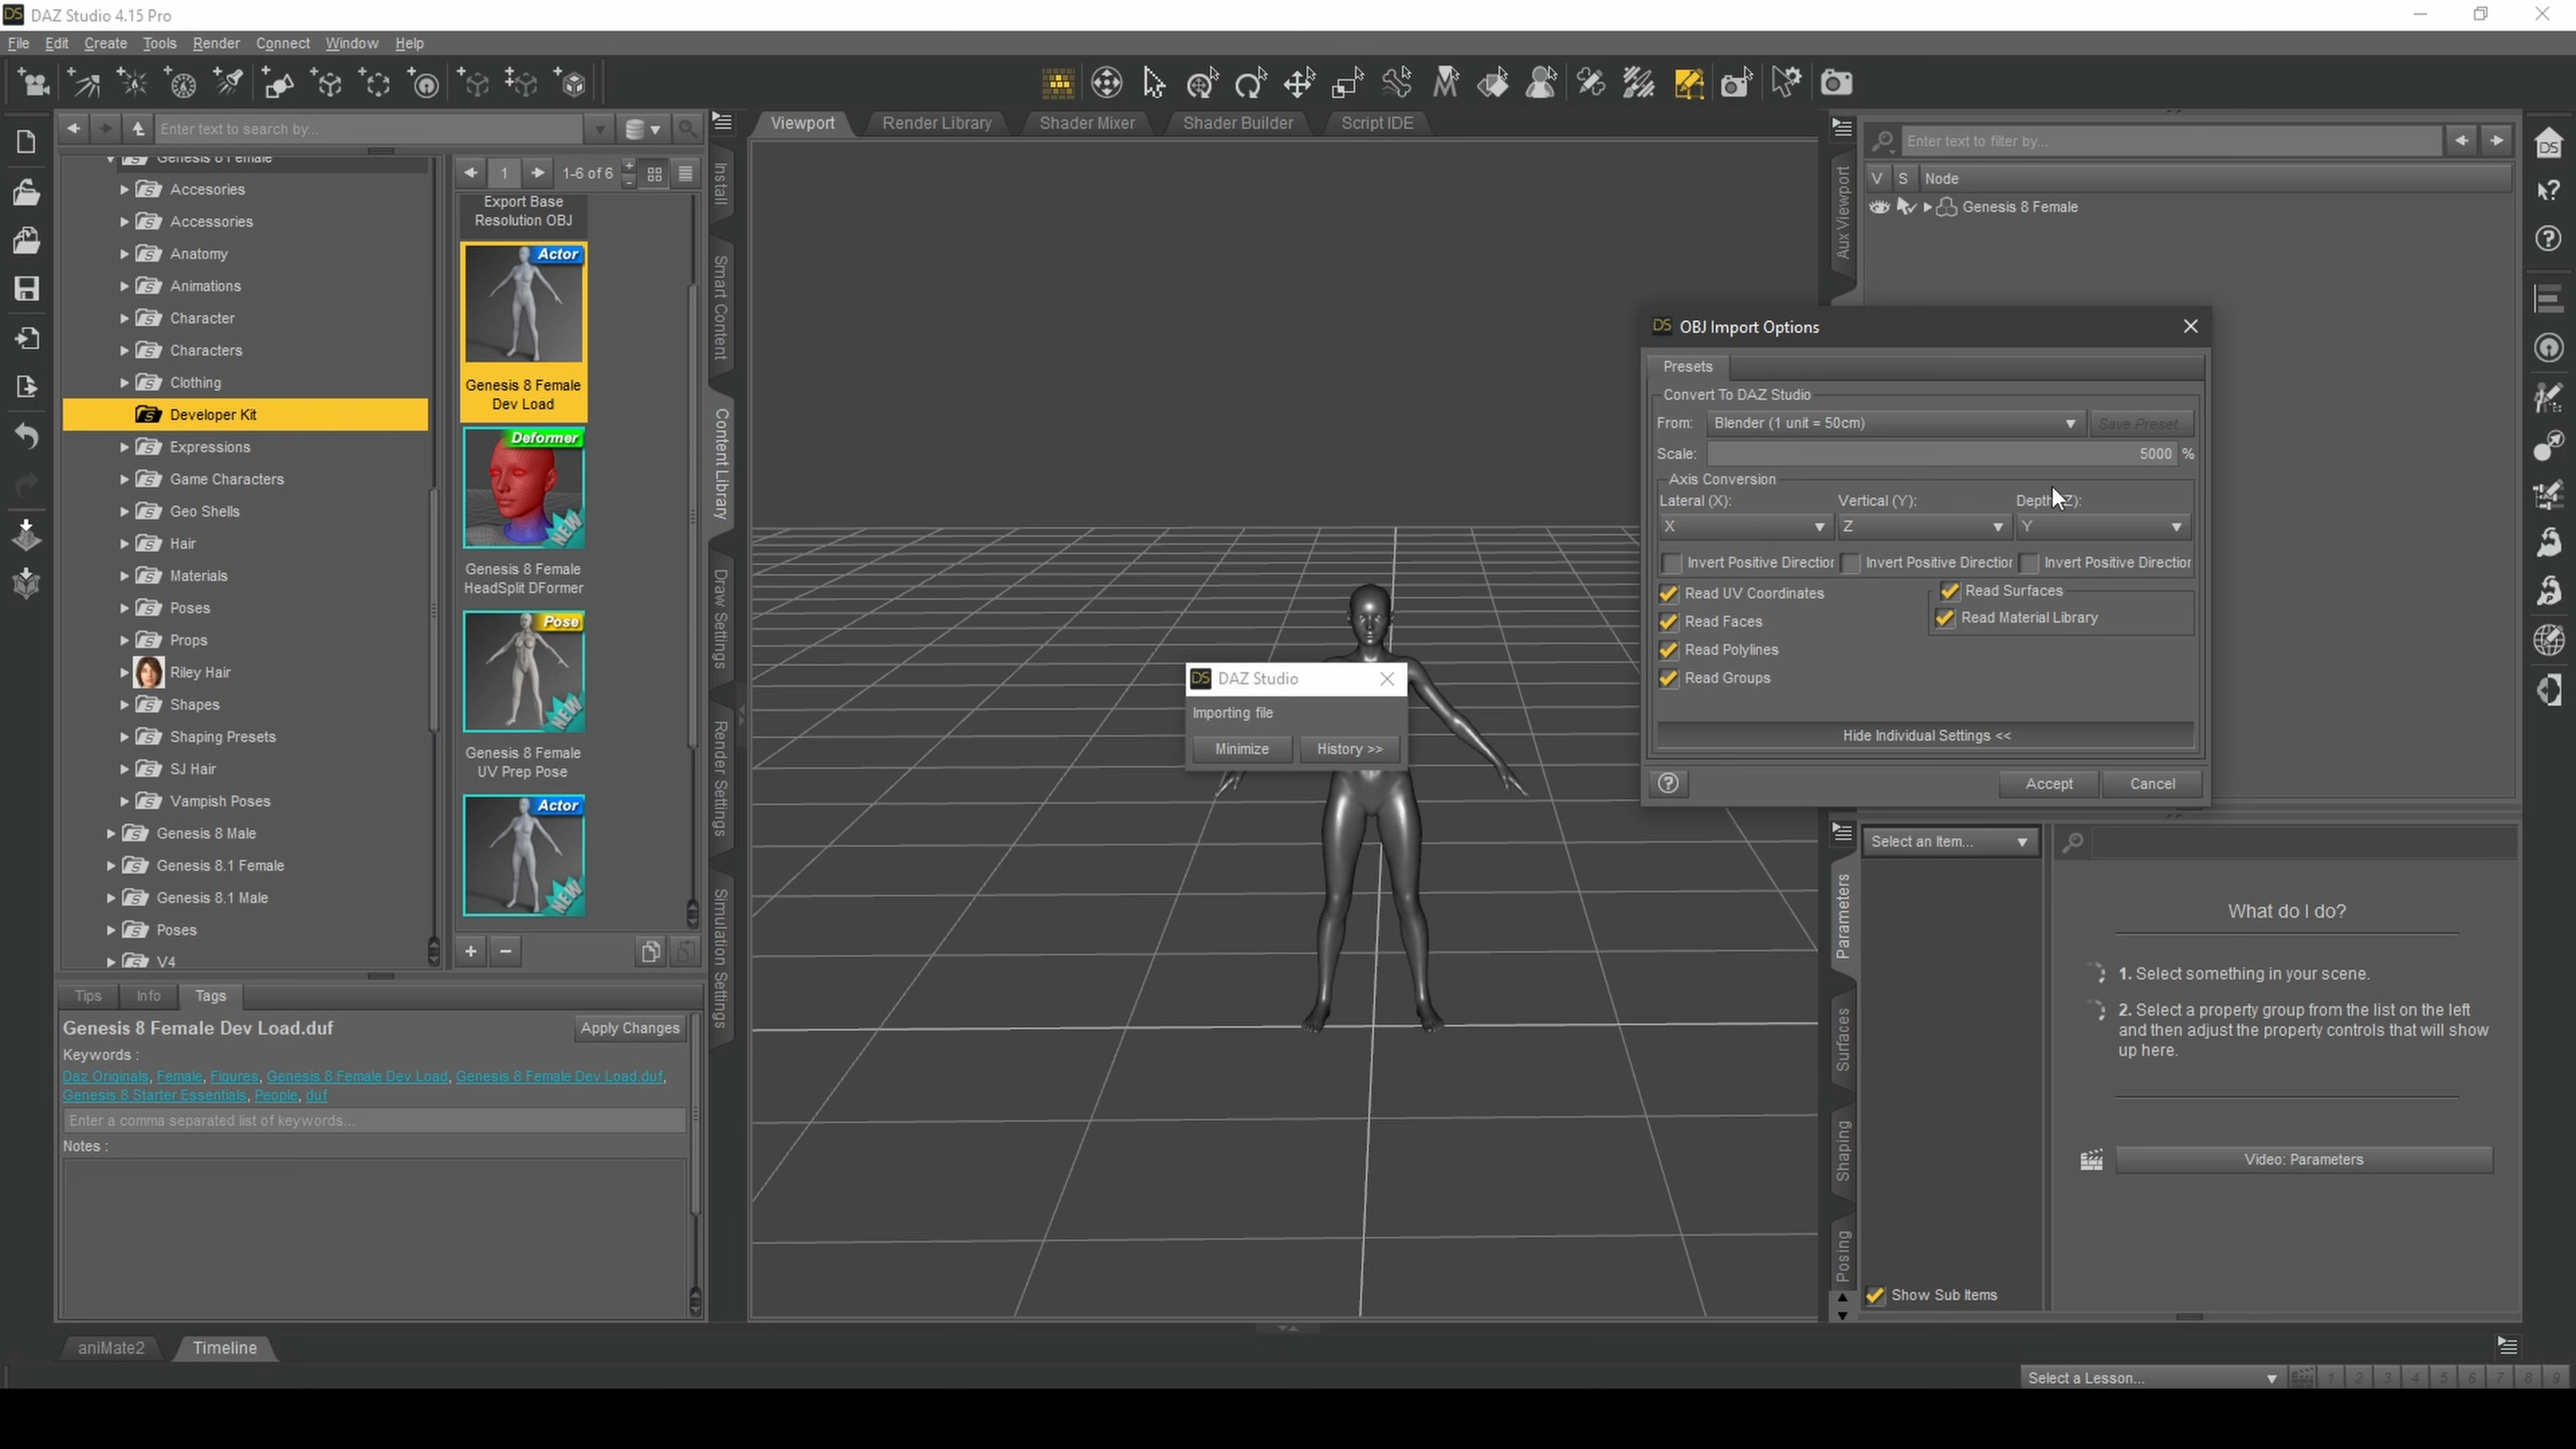 DAZ Studio 4.15 Pro
File Edit Create Tools Render Connect Window Help
Enter text to search by...
Genesis 8 Female
Accesories
Accessories
Anatomy
Animations
Character
Characters
Clothing
Developer Kit
Expressions
Game Characters
Geo Shells
Hair
Materials
Poses
Props
Riley Hair
Shapes
Shaping Presets
SJ Hair
Vampish Poses
Genesis 8 Male
Genesis 8.1 Female
Genesis 8.1 Male
Poses
V4
1 1-6 of 6
Export Base
Resolution OBJ
Actor
Genesis 8 Female
Dev Load
Deformer
NEW
Genesis 8 Female
HeadSplit DFormer
Pose
NEW
Genesis 8 Female
UV Prep Pose
Actor
NEW
Install
Smart Content
Content Library
Draw Settings
Render Settings
Simulation Settings
Tips Info Tags
Genesis 8 Female Dev Load.duf
Apply Changes
Keywords :
Daz Originals, Female, Figures, Genesis 8 Female Dev Load, Genesis 8 Female Dev Load.duf,
Genesis 8 Starter Essentials, People, duf
Enter a comma separated list of keywords...
Notes :
Viewport Render Library Shader Mixer Shader Builder Script IDE
DAZ Studio
Importing file
Minimize History >>
Aux Viewport
Enter text to filter by...
V S Node
Genesis 8 Female
OBJ Import Options
Presets
Convert To DAZ Studio
From: Blender (1 unit = 50cm) Save Preset...
Scale: 5000 %
Axis Conversion
Lateral (X): Vertical (Y): Depth (Z):
X Z Y
Invert Positive Direction Invert Positive Direction Invert Positive Direction
Read UV Coordinates
Read Surfaces
Read Faces
Read Material Library
Read Polylines
Read Groups
Hide Individual Settings <<
Accept Cancel
Parameters
Surfaces
Shaping
Posing
Select an Item...
What do I do?
1. Select something in your scene.
2. Select a property group from the list on the left
and then adjust the property controls that will show
up here.
Video: Parameters
Show Sub Items
aniMate2 Timeline
Select a Lesson... 1 2 3 4 5 6 7 8 9